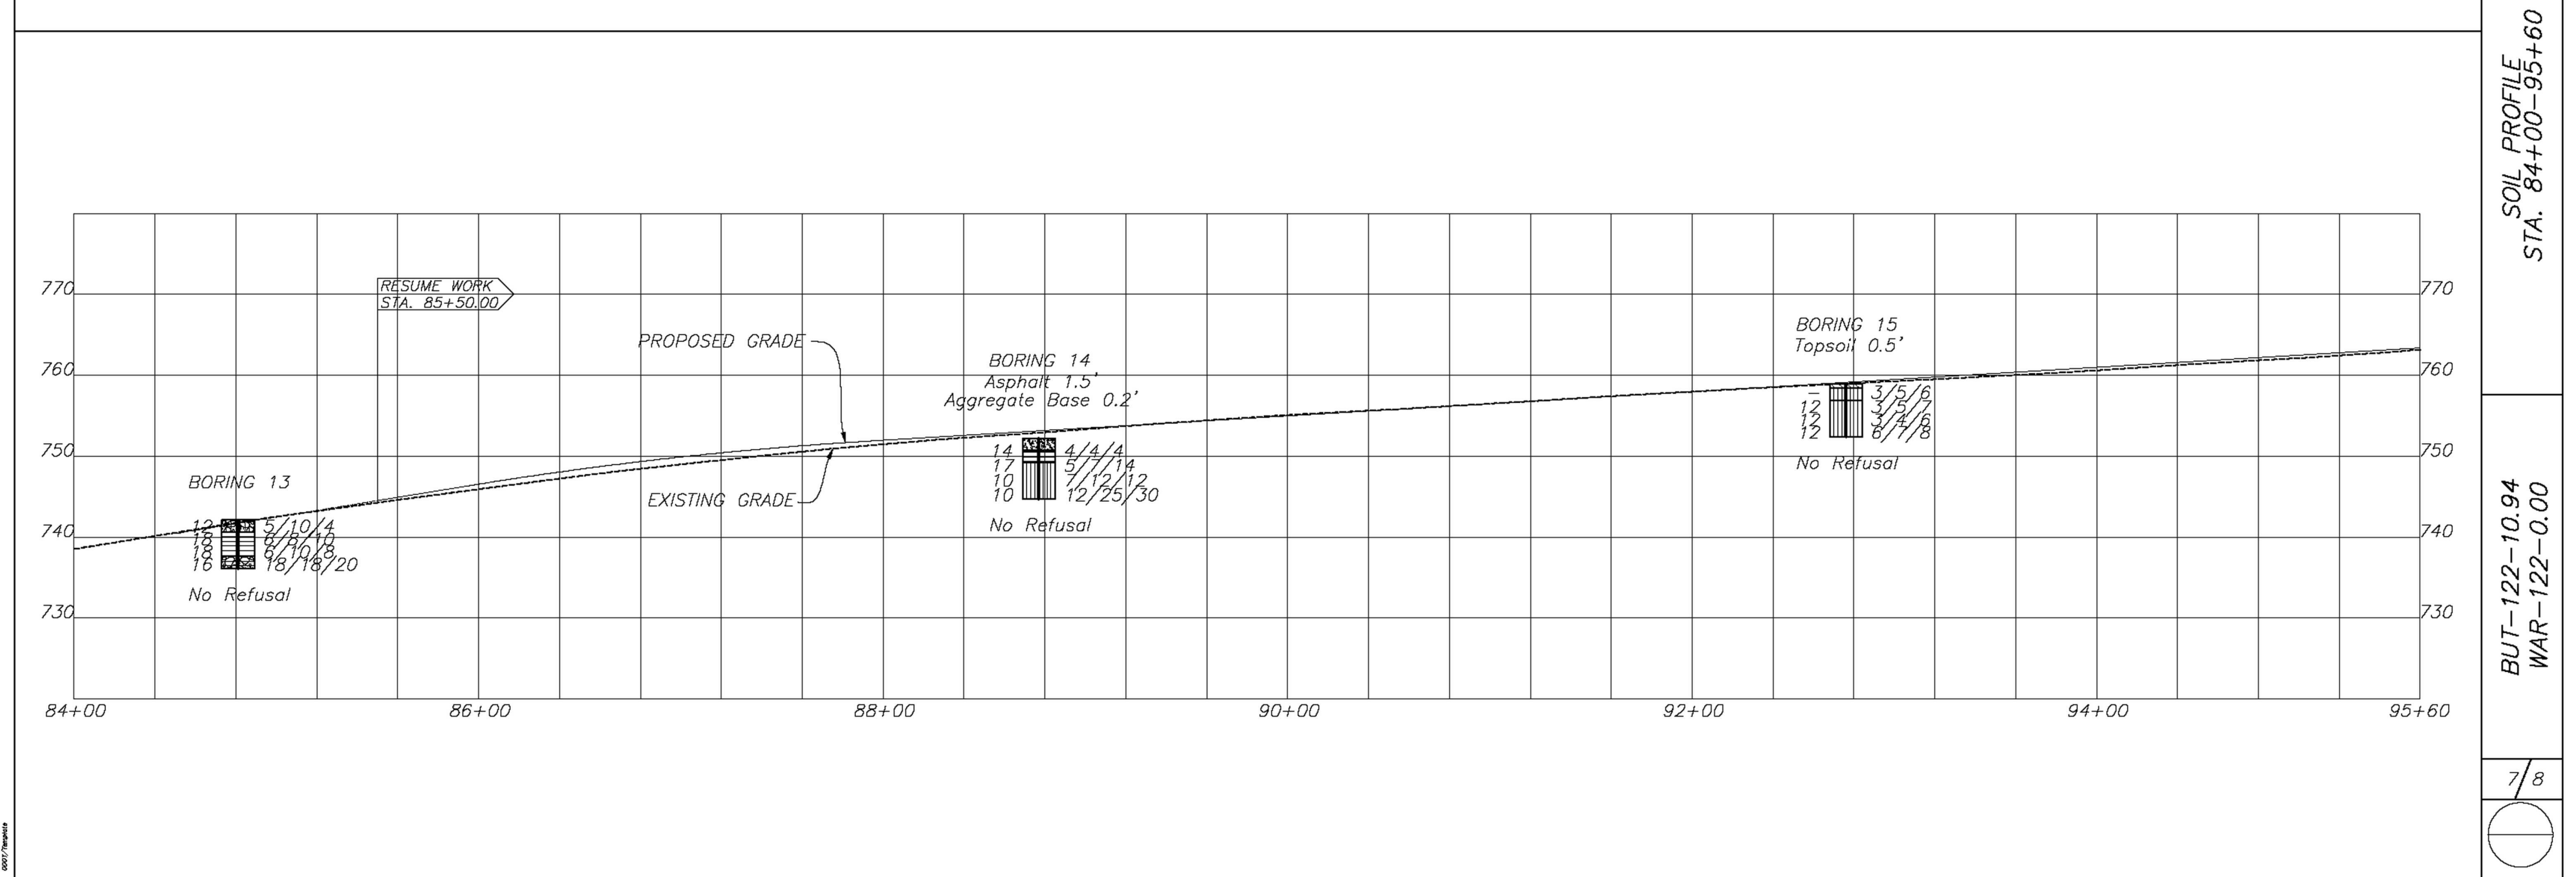 SOIL PROFILE
STA. 84+00-95+60
770
RESUME WORK
STA. 85+50.00
770
BORING 15
Topsoil 0.5'
PROPOSED GRADE
BORING 14
Asphalt 1.5'
Aggregate Base 0.2'
760
760
- 3/5/6
12 3/5/7
12 3/4/6
12 6/7/8
No Refusal
750
14 4/4/4
17 5/7/14
10 7/12/12
10 12/25/30
No Refusal
750
BORING 13
EXISTING GRADE
740
12 5/10/4
18 6/8/10
18 6/10/8
16 18/18/20
No Refusal
740
730
730
84+00
86+00
88+00
90+00
92+00
94+00
95+60
BUT-122-10.94
WAR-122-0.00
7/8